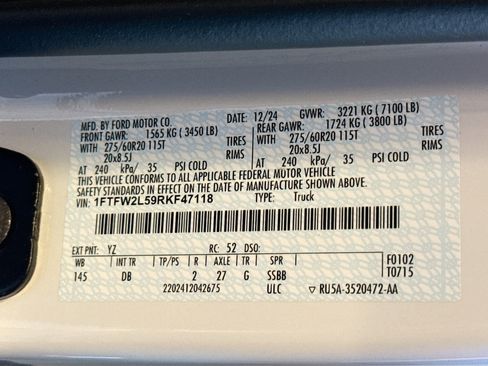 MFD. BY FORD MOTOR CO. DATE: 12/24 GVWR: 3221 KG ( 7100 LB)
FRONT GAWR: 1565 KG ( 3450 LB) REAR GAWR: 1724 KG ( 3800 LB)
WITH 275/60R20 115T TIRES WITH 275/60R20 115T TIRES
20x8.5J RIMS 20x8.5J RIMS
AT 240 kPa/ 35 PSI COLD AT 240 kPa/ 35 PSI COLD
THIS VEHICLE CONFORMS TO ALL APPLICABLE FEDERAL MOTOR VEHICLE
SAFETY STANDARDS IN EFFECT ON THE DATE OF MANUFACTURE SHOWN ABOVE.
VIN: 1FTFW2L59RKF47118 TYPE: Truck
EXT PNT: YZ RC: 52 DSO: F0102
WB INT TR TP/PS R AXLE TR SPR T0715
145 DB 2 27 G SSBB
2202412042675 ULC ▽ RU5A-3520472-AA